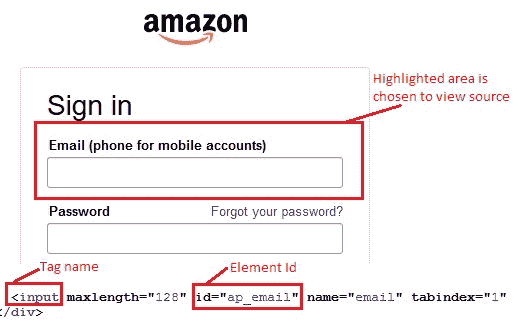 amazon
Highlighted area is
chosen to view source
Sign in
Email (phone for mobile accounts)
Password Forgot your password?
Tag name Element Id
<input maxlength="128" id="ap_email" name="email" tabindex="1"
</div>